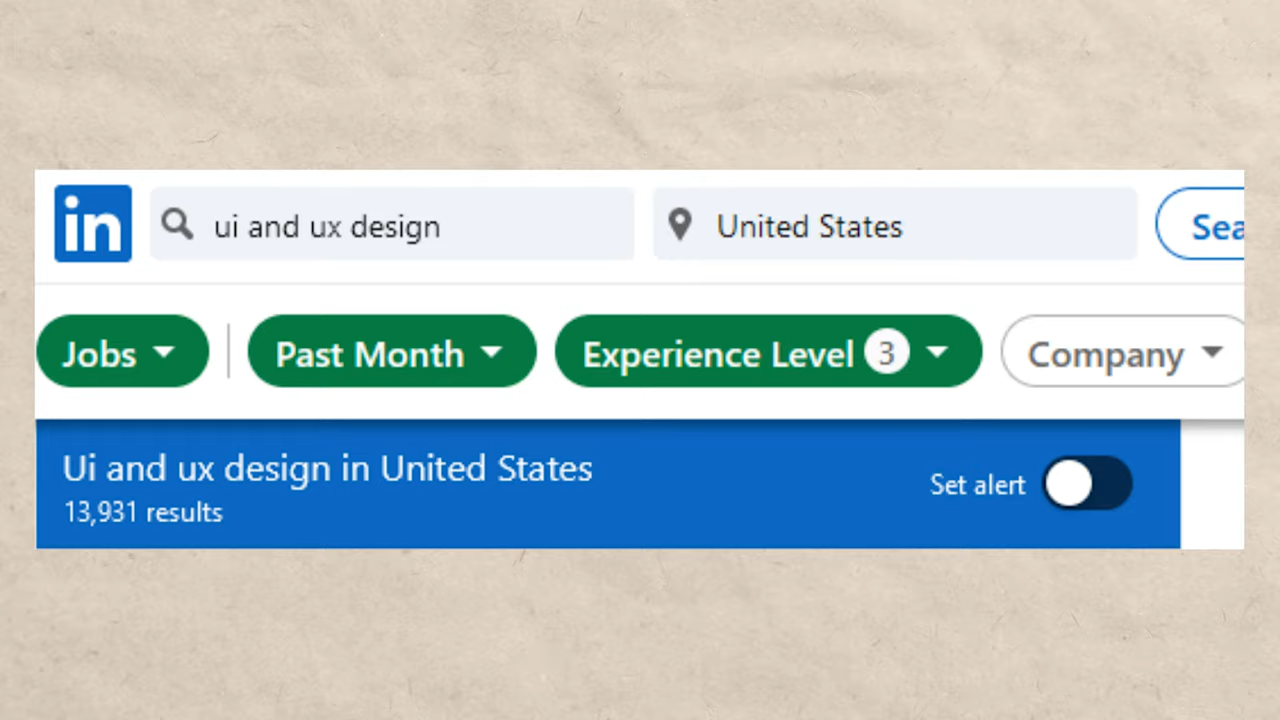 in
ui and ux design
United States
Sea
Jobs
Past Month
Experience Level 3
Company
Ui and ux design in United States
13,931 results
Set alert